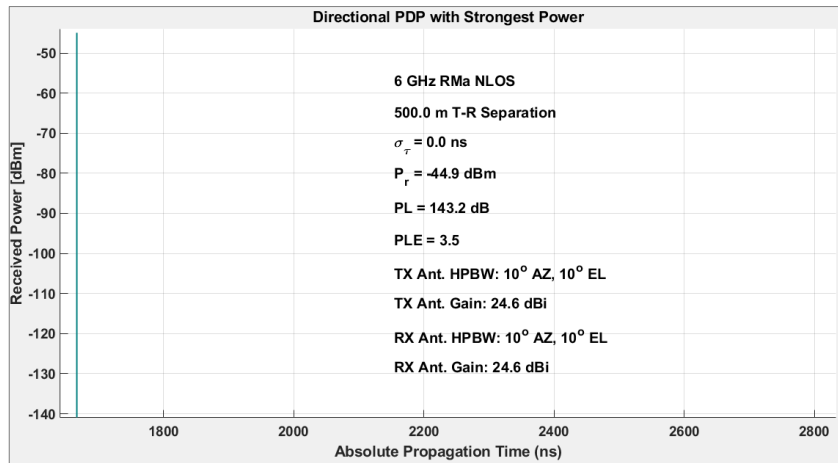 Directional PDP with Strongest Power
Received Power [dBm]
-50
-60
-70
-80
-90
-100
-110
-120
-130
-140
6 GHz RMa NLOS
500.0 m T-R Separation
σ_τ = 0.0 ns
P_r = -44.9 dBm
PL = 143.2 dB
PLE = 3.5
TX Ant. HPBW: 10° AZ, 10° EL
TX Ant. Gain: 24.6 dBi
RX Ant. HPBW: 10° AZ, 10° EL
RX Ant. Gain: 24.6 dBi
1800 2000 2200 2400 2600 2800
Absolute Propagation Time (ns)